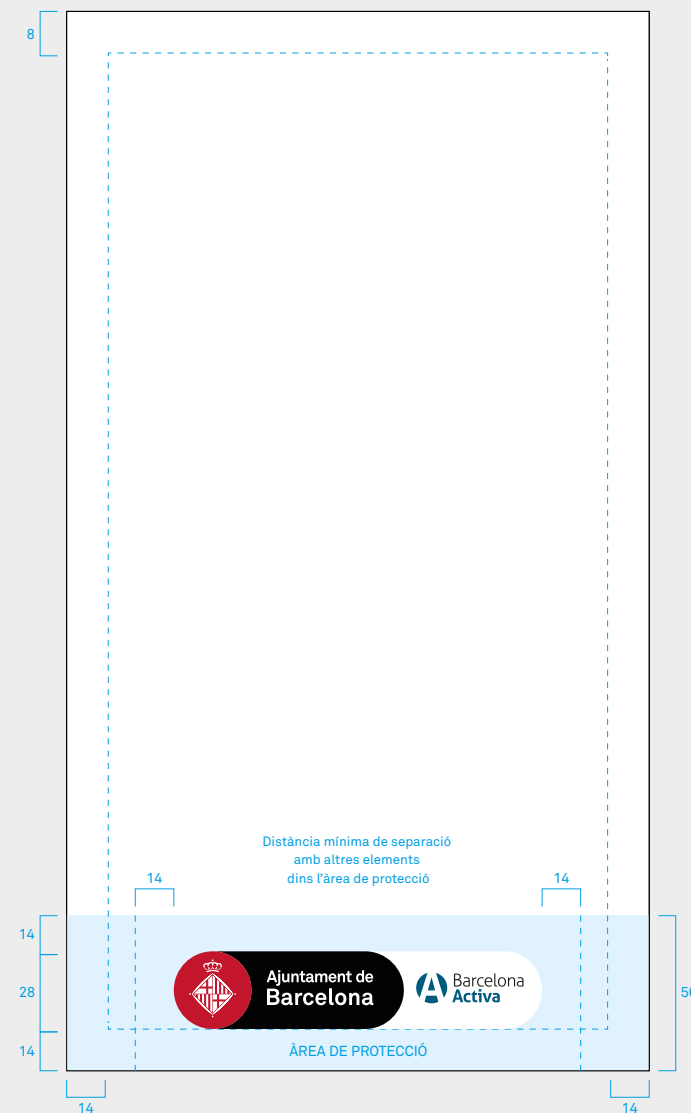 8
Distància mínima de separació
amb altres elements
dins l'àrea de protecció
14
14
14
28
14
Ajuntament de
Barcelona
Barcelona
Activa
ÀREA DE PROTECCIÓ
14
14